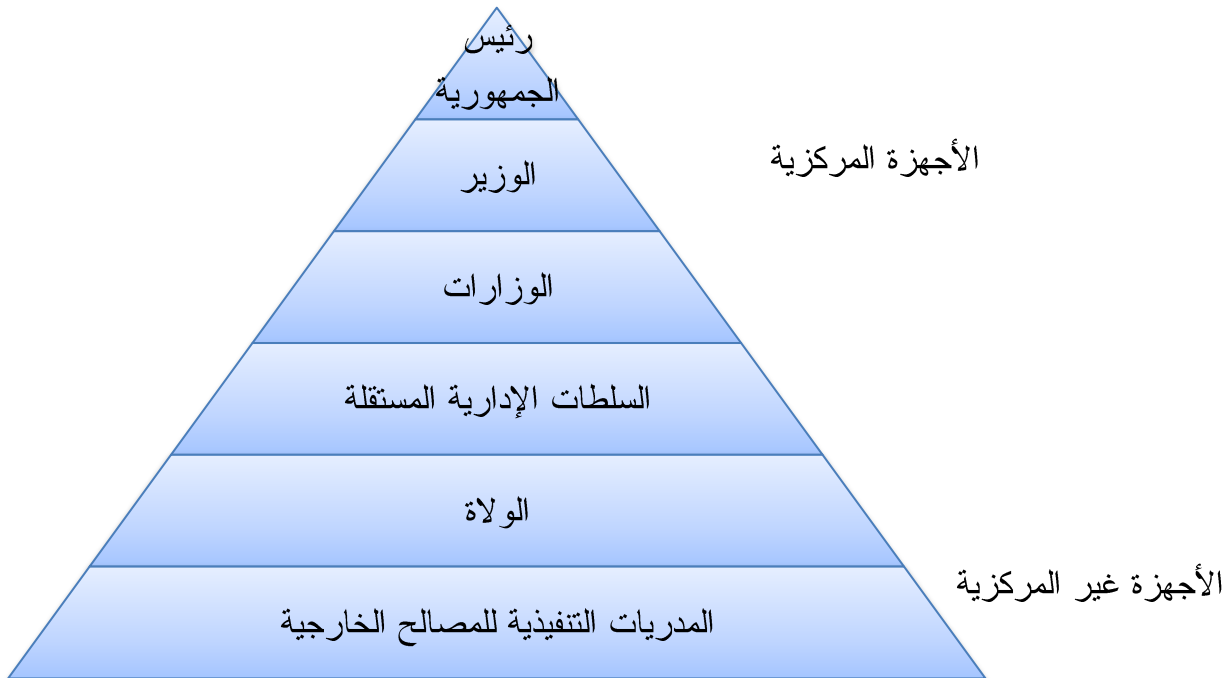 رئيس
الجمهورية
الأجهزة المركزية
الوزير
الوزارات
السلطات الإدارية المستقلة
الولاة
الأجهزة غير المركزية
المدريات التنفيذية للمصالح الخارجية